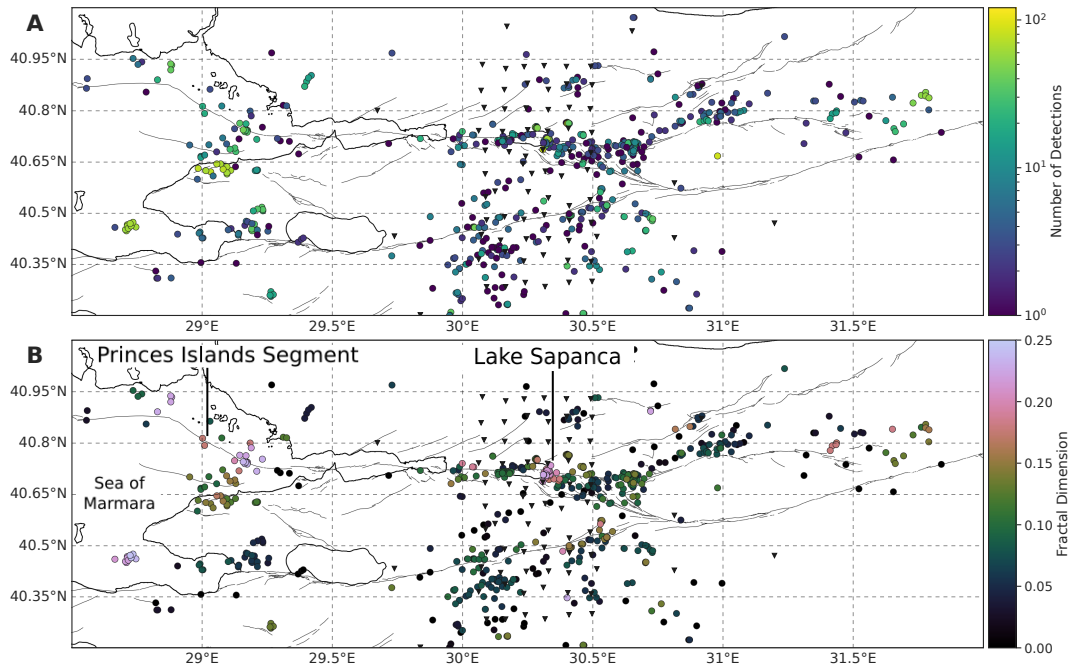 A
40.95°N
40.8°N
40.65°N
40.5°N
40.35°N
29°E 29.5°E 30°E 30.5°E 31°E 31.5°E
10²
10¹
10⁰
Number of Detections
B
Princes Islands Segment
Lake Sapanca
Sea of
Marmara
40.95°N
40.8°N
40.65°N
40.5°N
40.35°N
29°E 29.5°E 30°E 30.5°E 31°E 31.5°E
0.25
0.20
0.15
0.10
0.05
0.00
Fractal Dimension